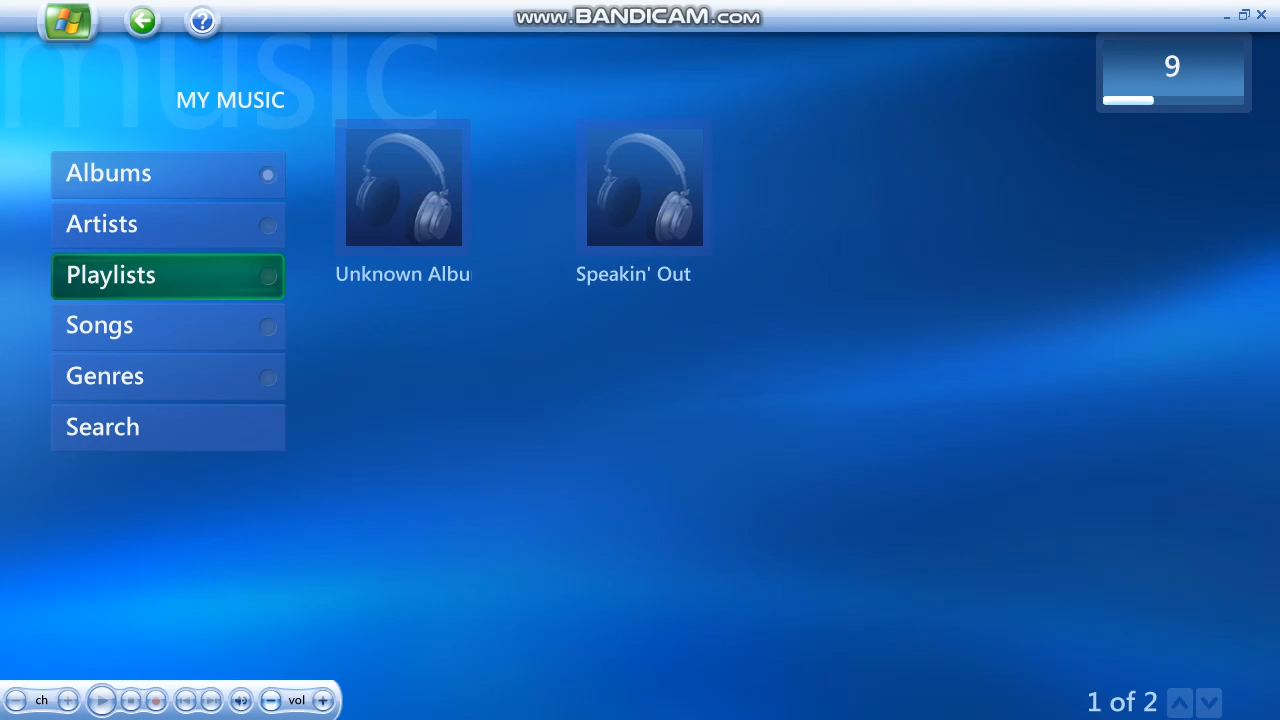 www.BANDICAM.com
music
9
MY MUSIC
Albums
Artists
Playlists
Songs
Genres
Search
Unknown Albu
Speakin' Out
ch
vol
1 of 2